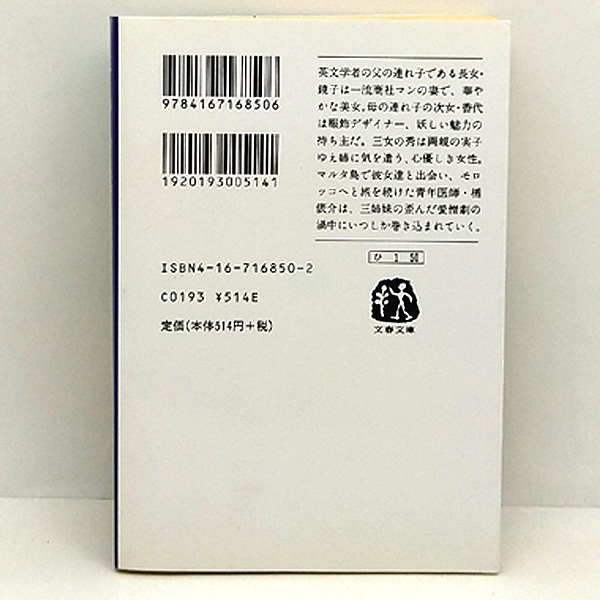 9784167168506
1920193005141
ISBN4-16-716850-2
C0193 ¥514E
定価(本体514円+税)
英文学者の父の連れ子である長女・
鏡子は一流商社マンの妻で、華や
かな美女。母の連れ子の次女・香代
は服飾デザイナー、妖しい魅力の
持ち主だ。三女の秀は両親の実子
ゆえ姉に気を遣う、心優しき女性。
マルタ島で彼女達と出会い、モロ
ッコへと旅を続けた青年医師・楯
俵介は、三姉妹の歪んだ愛憎劇の
渦中にいつしか巻き込まれていく。
ひ 1 50
文春文庫